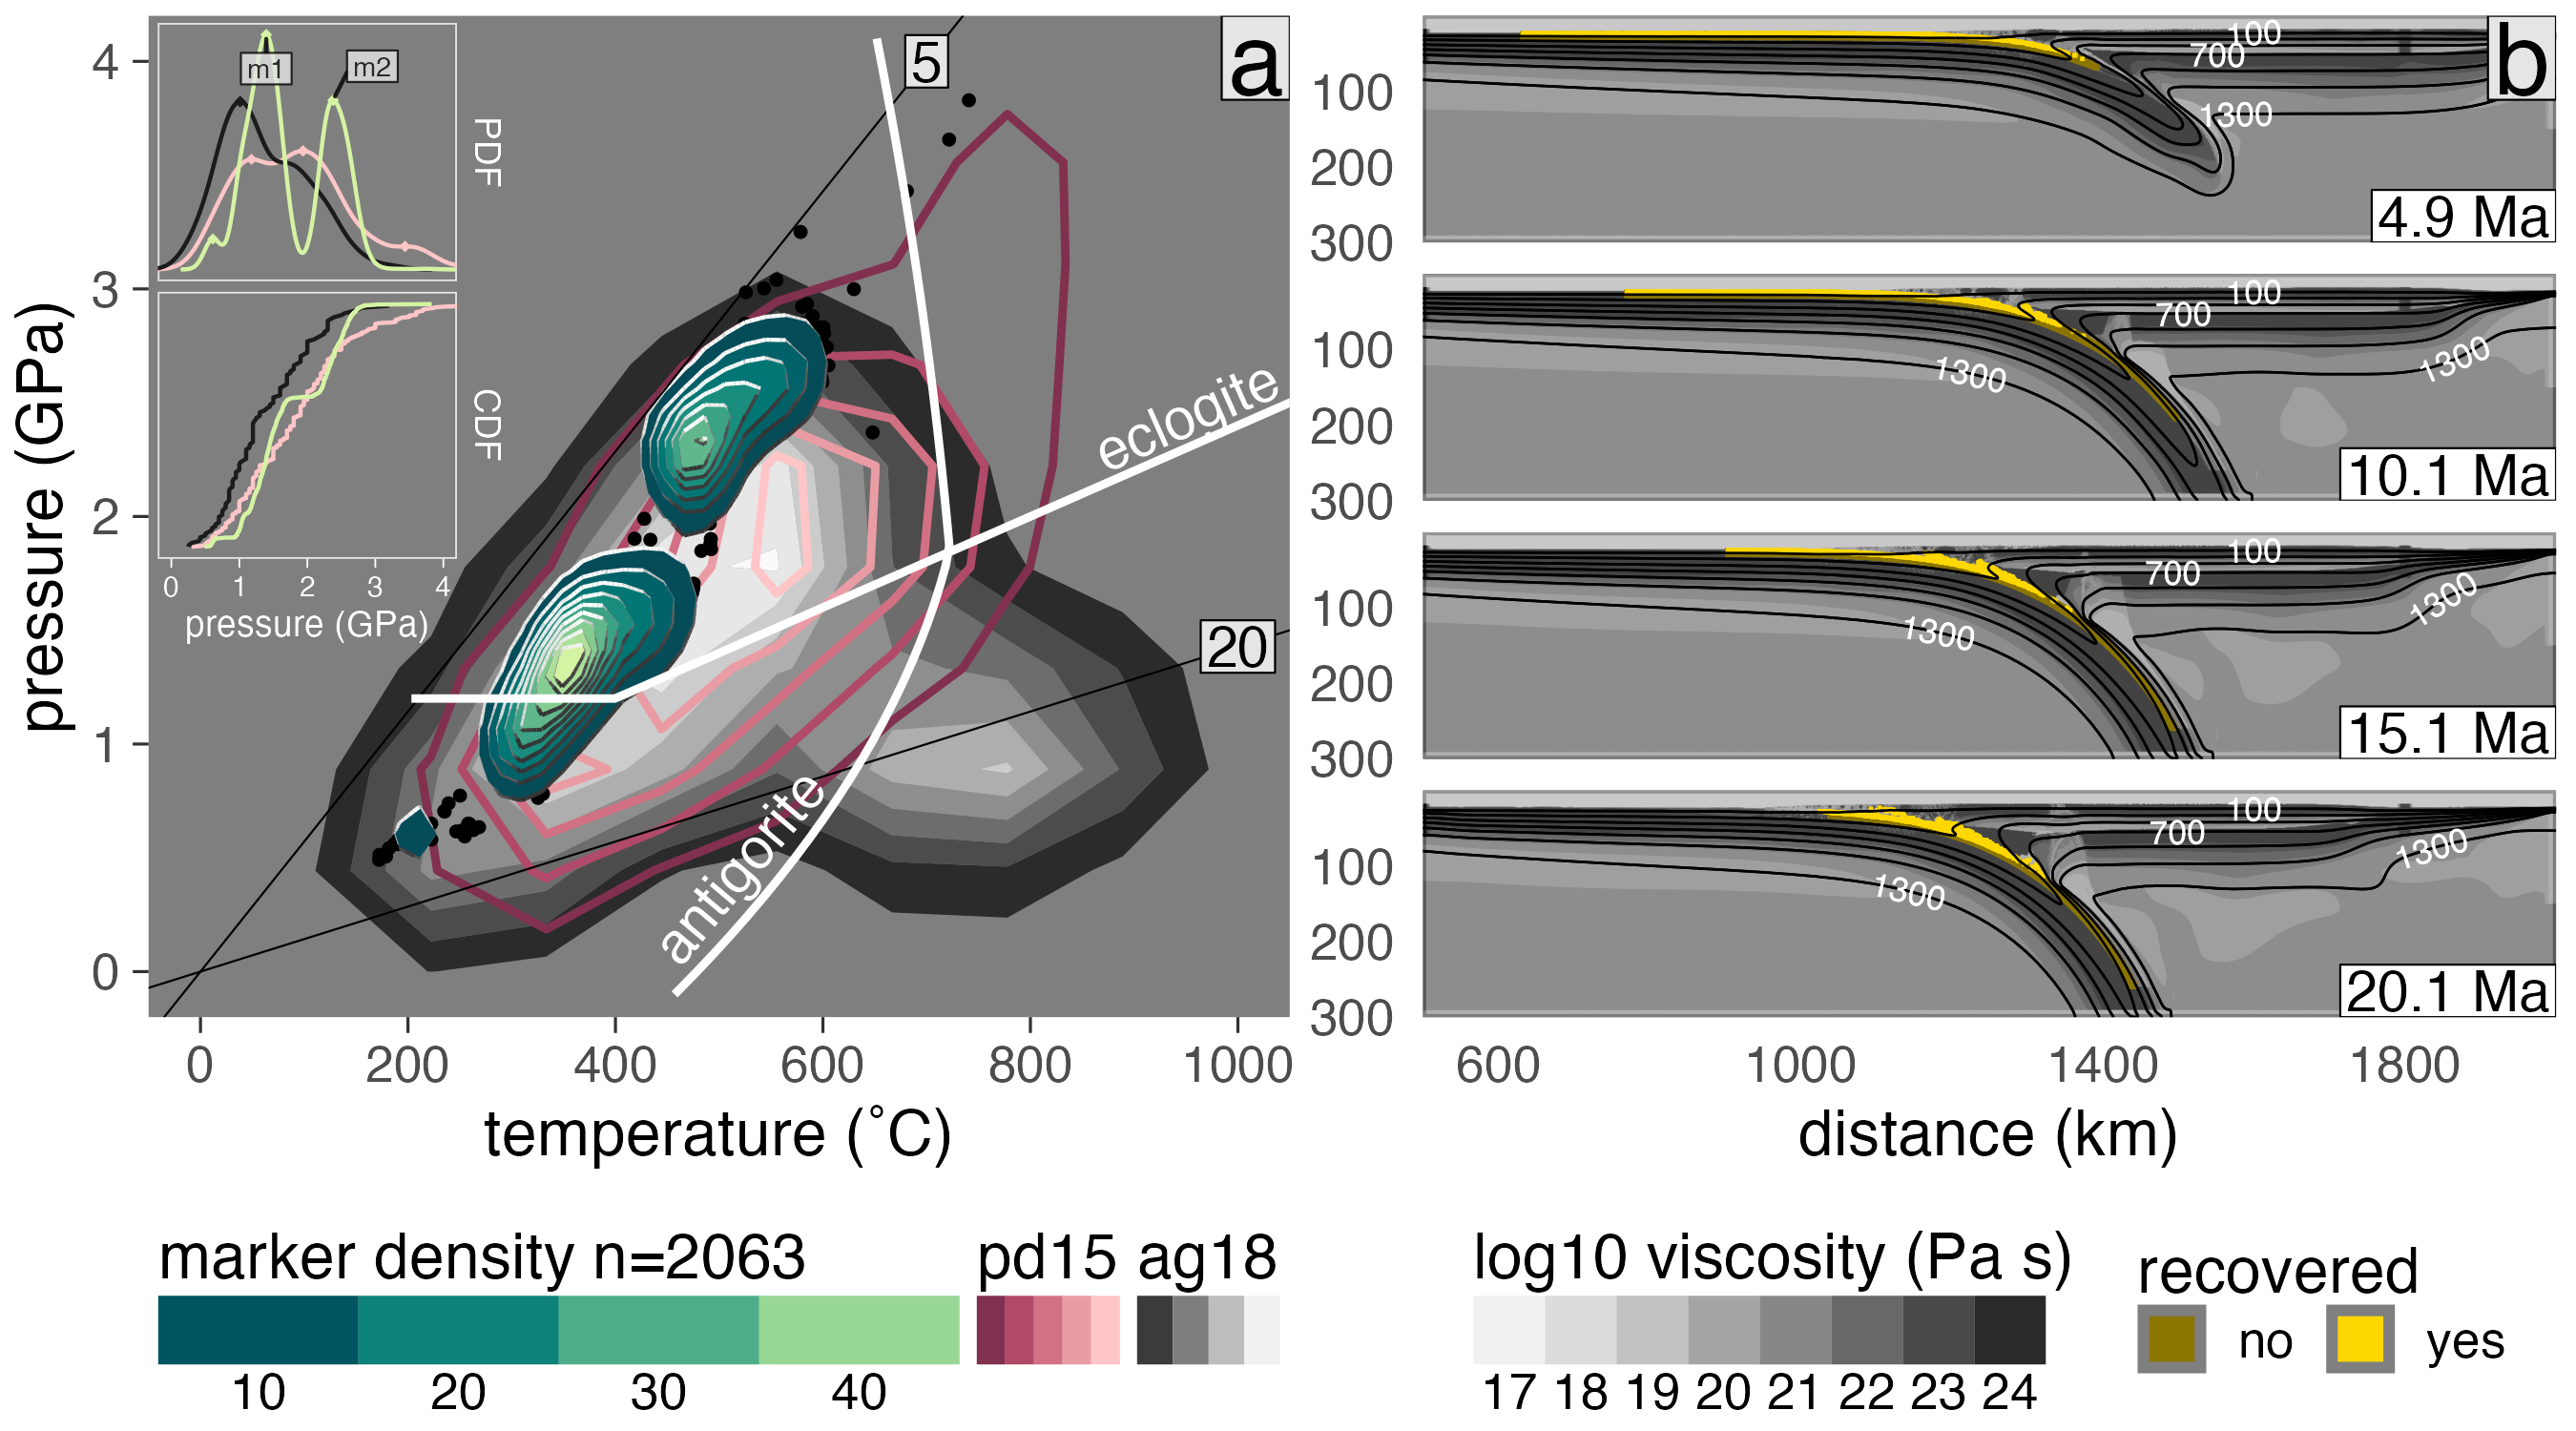 a
m1
m2
PDF
CDF
0 1 2 3 4
pressure (GPa)
5
20
eclogite
antigorite
4
3
2
1
0
pressure (GPa)
0 200 400 600 800 1000
temperature (˚C)
b
100
200
300
100
700
1300
4.9 Ma
100
200
300
100
700
1300
1300
10.1 Ma
100
200
300
100
700
1300
1300
15.1 Ma
100
200
300
100
700
1300
1300
20.1 Ma
600 1000 1400 1800
distance (km)
marker density n=2063
10 20 30 40
pd15 ag18
log10 viscosity (Pa s)
17 18 19 20 21 22 23 24
recovered
no yes